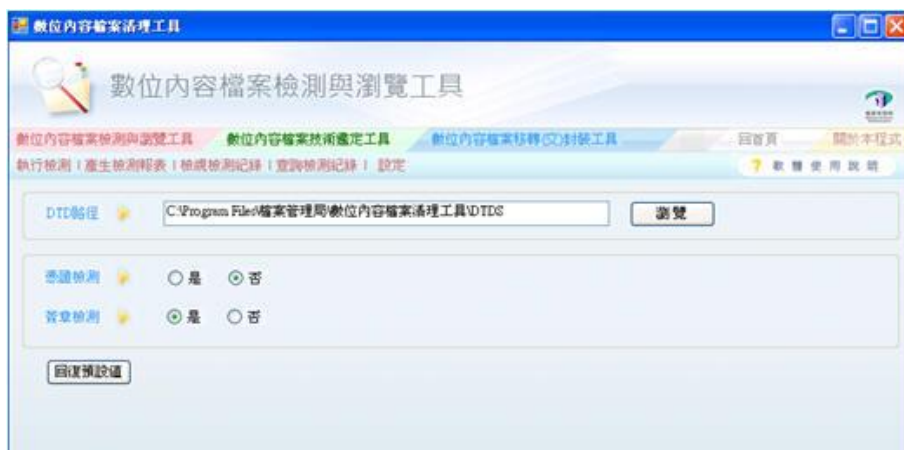 數位內容檔案清理工具
數位內容檔案檢測與瀏覽工具
數位內容檔案檢測與瀏覽工具 數位內容檔案技術鑑定工具 數位內容檔案移轉(交)封裝工具 回首頁 關於本程式
執行檢測 | 產生檢測報表 | 檢視檢測紀錄 | 查詢檢測紀錄 | 設定 ? 軟體使用說明
DTD路徑 C:\Program Files\檔案管理局\數位內容檔案清理工具\DTDS 瀏覽
憑證檢測 是 否
簽章檢測 是 否
回復預設值